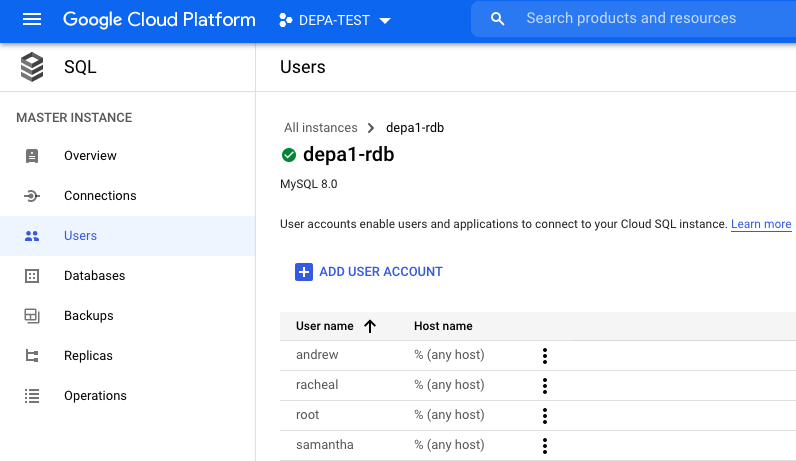 Google Cloud Platform DEPA-TEST Search products and resources
SQL Users
MASTER INSTANCE
Overview
Connections
Users
Databases
Backups
Replicas
Operations
All instances depa1-rdb
depa1-rdb
MySQL 8.0
User accounts enable users and applications to connect to your Cloud SQL instance. Learn more
ADD USER ACCOUNT
User name Host name
andrew % (any host)
racheal % (any host)
root % (any host)
samantha % (any host)